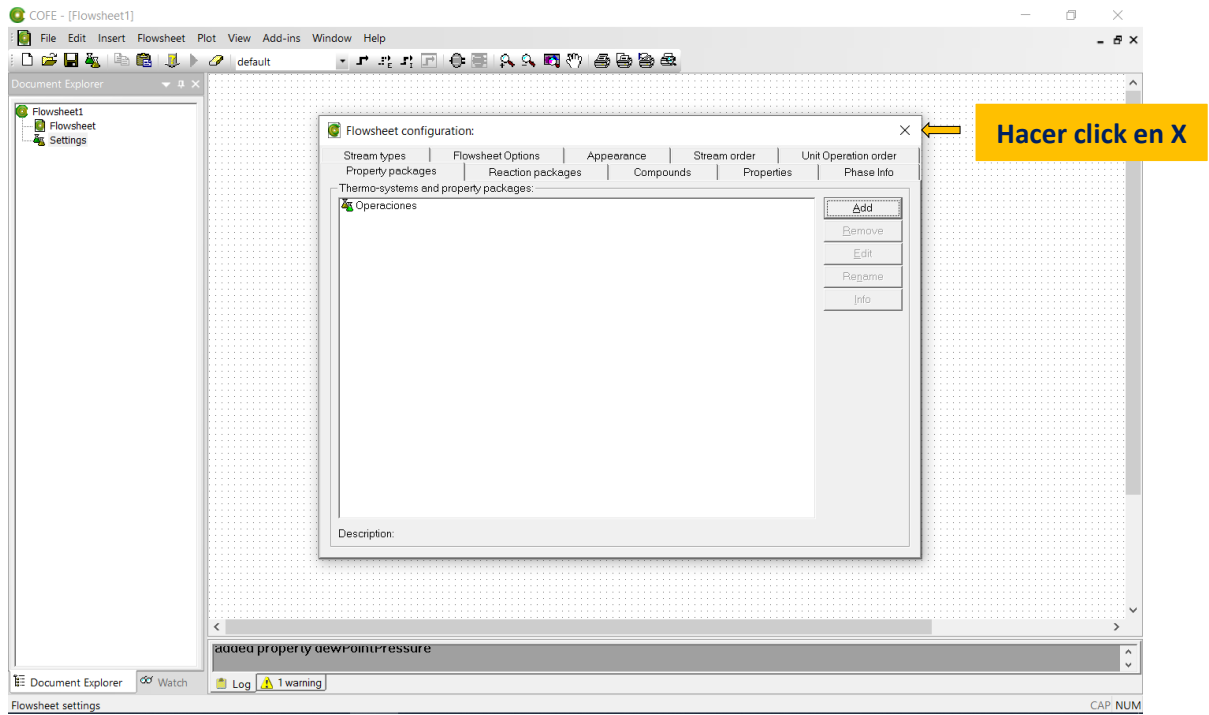 COFE - [Flowsheet1]
File Edit Insert Flowsheet Plot View Add-ins Window Help
default
Document Explorer
Flowsheet1
Flowsheet
Settings
Flowsheet configuration:
Hacer click en X
Stream types Flowsheet Options Appearance Stream order Unit Operation order
Property packages Reaction packages Compounds Properties Phase Info
Thermo-systems and property packages:
Operaciones
Add
Remove
Edit
Rename
Info
Description:
added property dewPointPressure
Document Explorer Watch Log 1 warning
Flowsheet settings CAP NUM